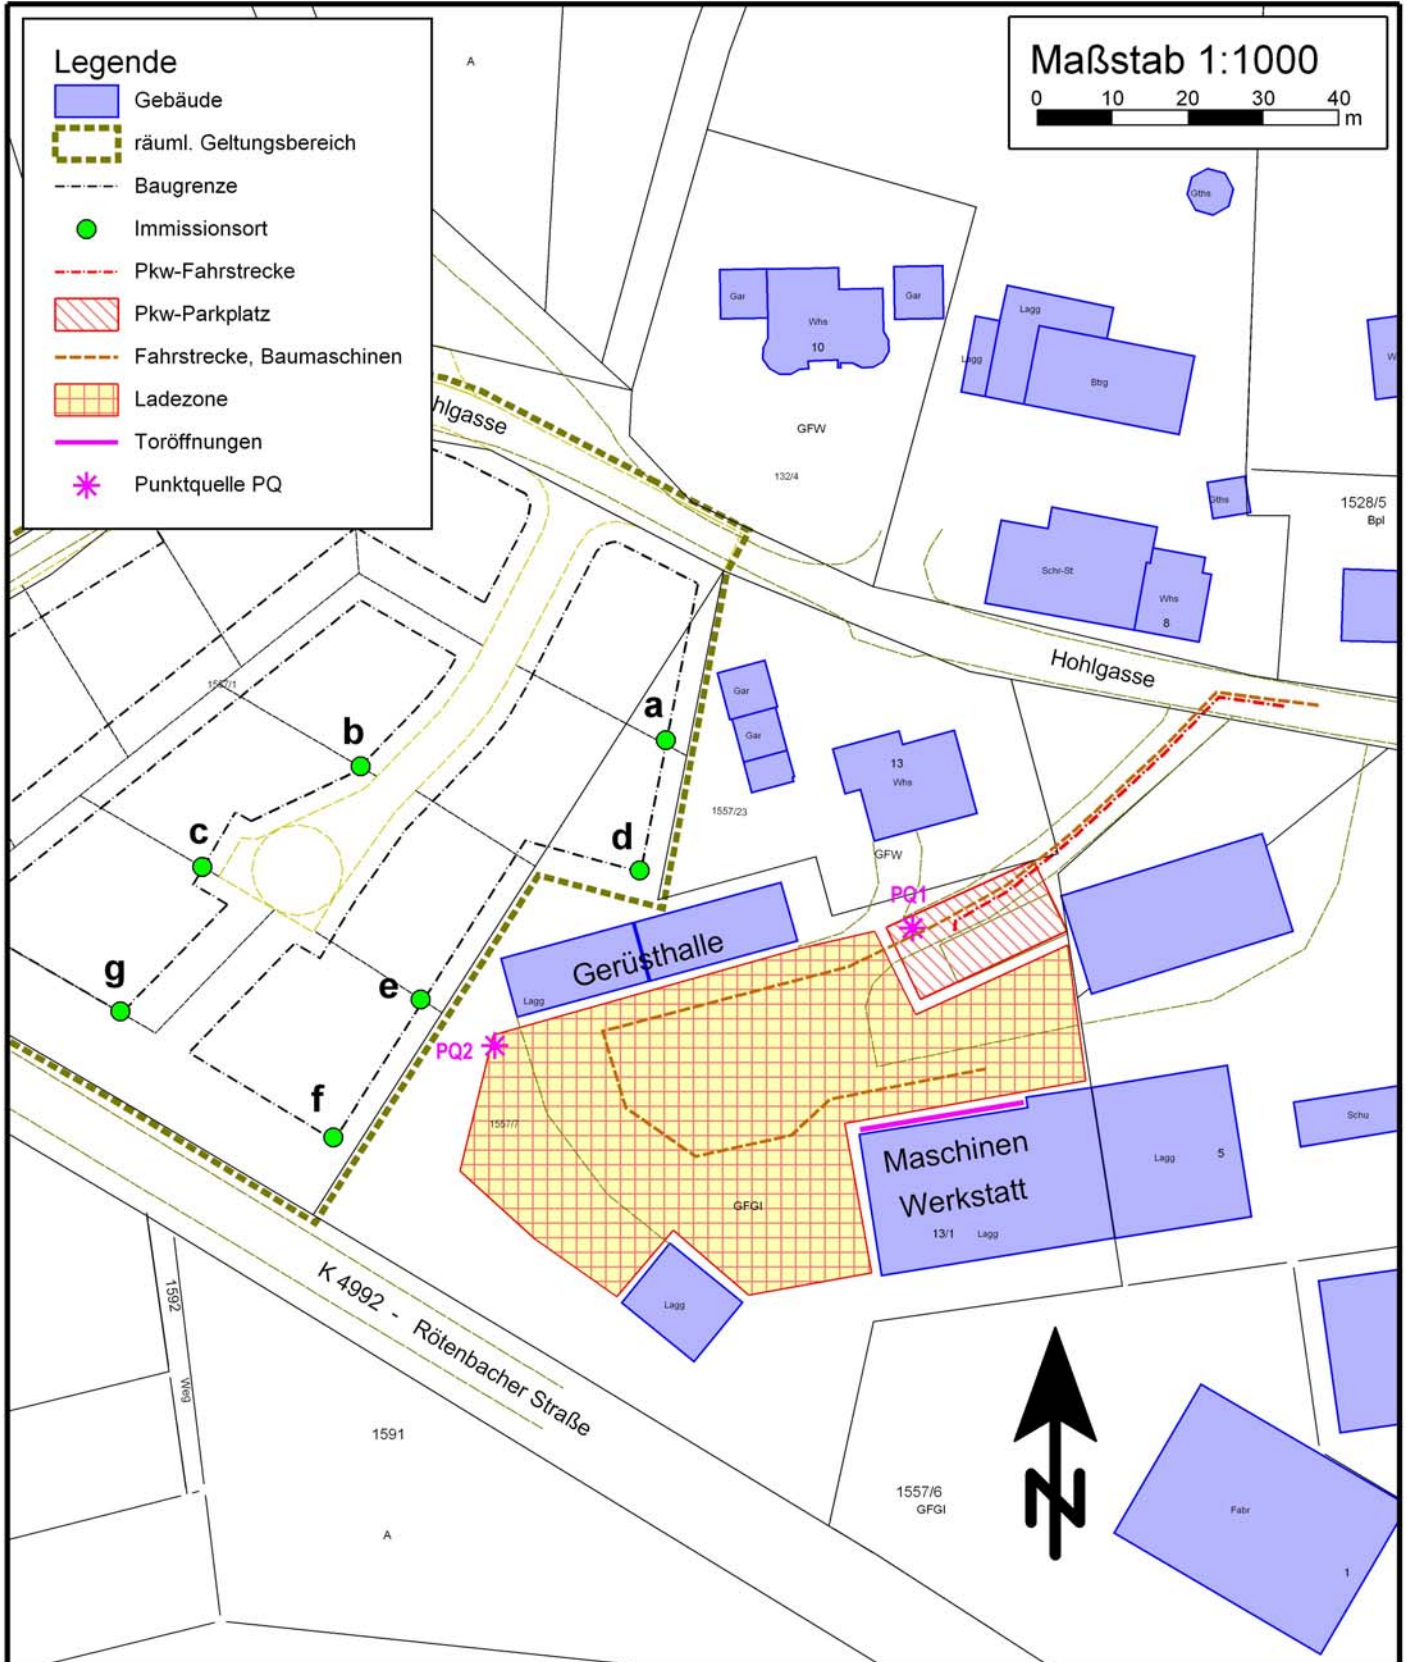 Legende
Gebäude
räuml. Geltungsbereich
Baugrenze
Immissionsort
Pkw-Fahrstrecke
Pkw-Parkplatz
Fahrstrecke, Baumaschinen
Ladezone
Toröffnungen
Punktquelle PQ
A
Maßstab 1:1000
0 10 20 30 40
m
Gths
Gar
Whs
10
Gar
Lagg
Lagg
Btrg
W
hlgasse
GFW
132/4
Gths
1528/5
Bpl
Schr-St
Whs
8
Hohlgasse
1557/1
Gar
Gar
a
b
13
Whs
1557/23
c
d
GFW
PQ1
Gerüsthalle
Lagg
g
e
PQ2
f
1557/7
Maschinen
Werkstatt
13/1 Lagg
Lagg
5
Schu
GFGI
Lagg
K 4992 - Rötenbacher Straße
1592
Weg
1591
A
1557/6
GFGI
N
Fabr
1